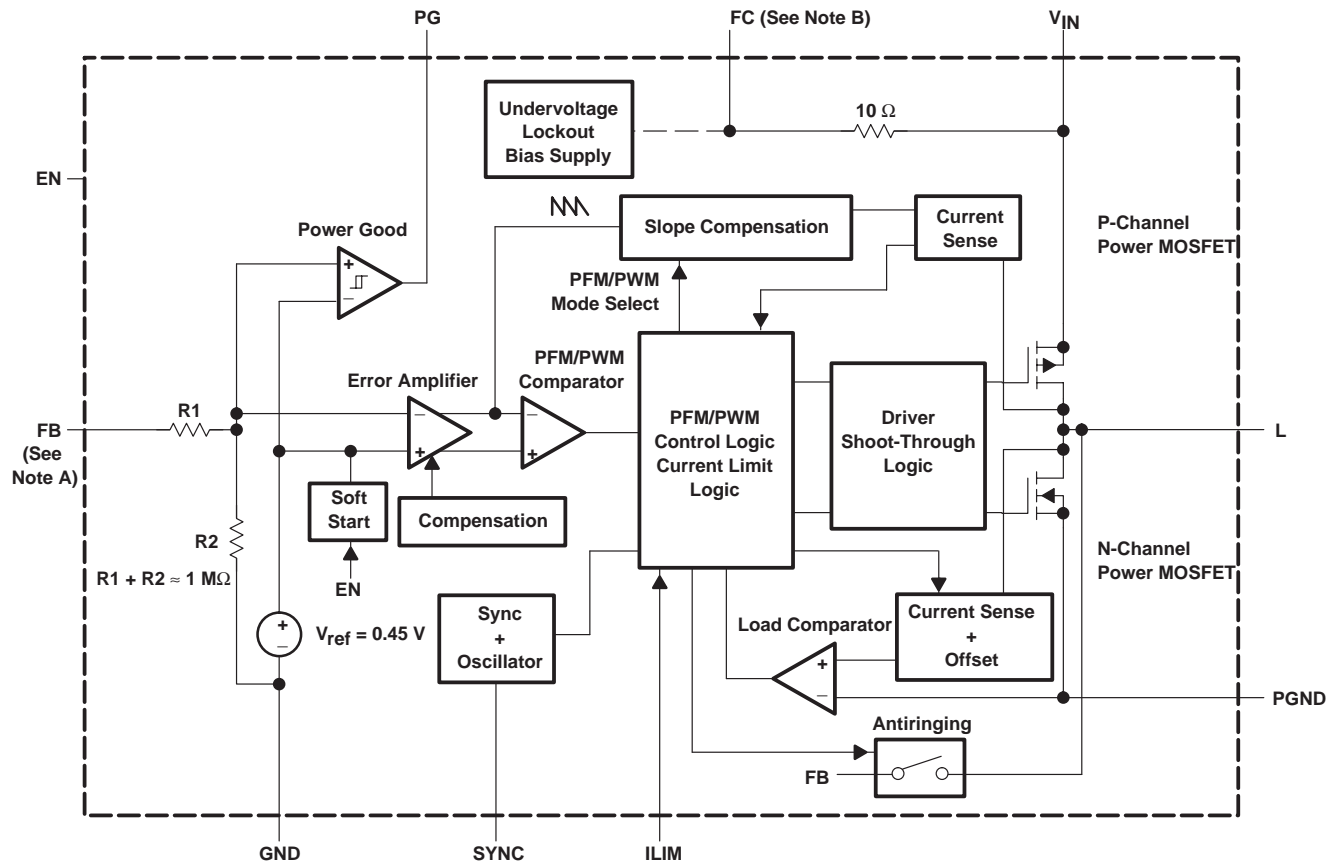 PG
FC (See Note B)
VIN
Undervoltage
Lockout
Bias Supply
10 Ω
EN
Slope Compensation
Current
Sense
P-Channel
Power MOSFET
Power Good
+
−
PFM/PWM
Mode Select
PFM/PWM
Comparator
Error Amplifier
R1
FB
(See
Note A)
−
+
−
+
PFM/PWM
Control Logic
Current Limit
Logic
Driver
Shoot-Through
Logic
L
Soft
Start
Compensation
R2
R1 + R2 ≈ 1 MΩ
EN
N-Channel
Power MOSFET
+
−
Vref = 0.45 V
Sync
+
Oscillator
Load Comparator
+
−
Current Sense
+
Offset
PGND
Antiringing
FB
GND
SYNC
ILIM